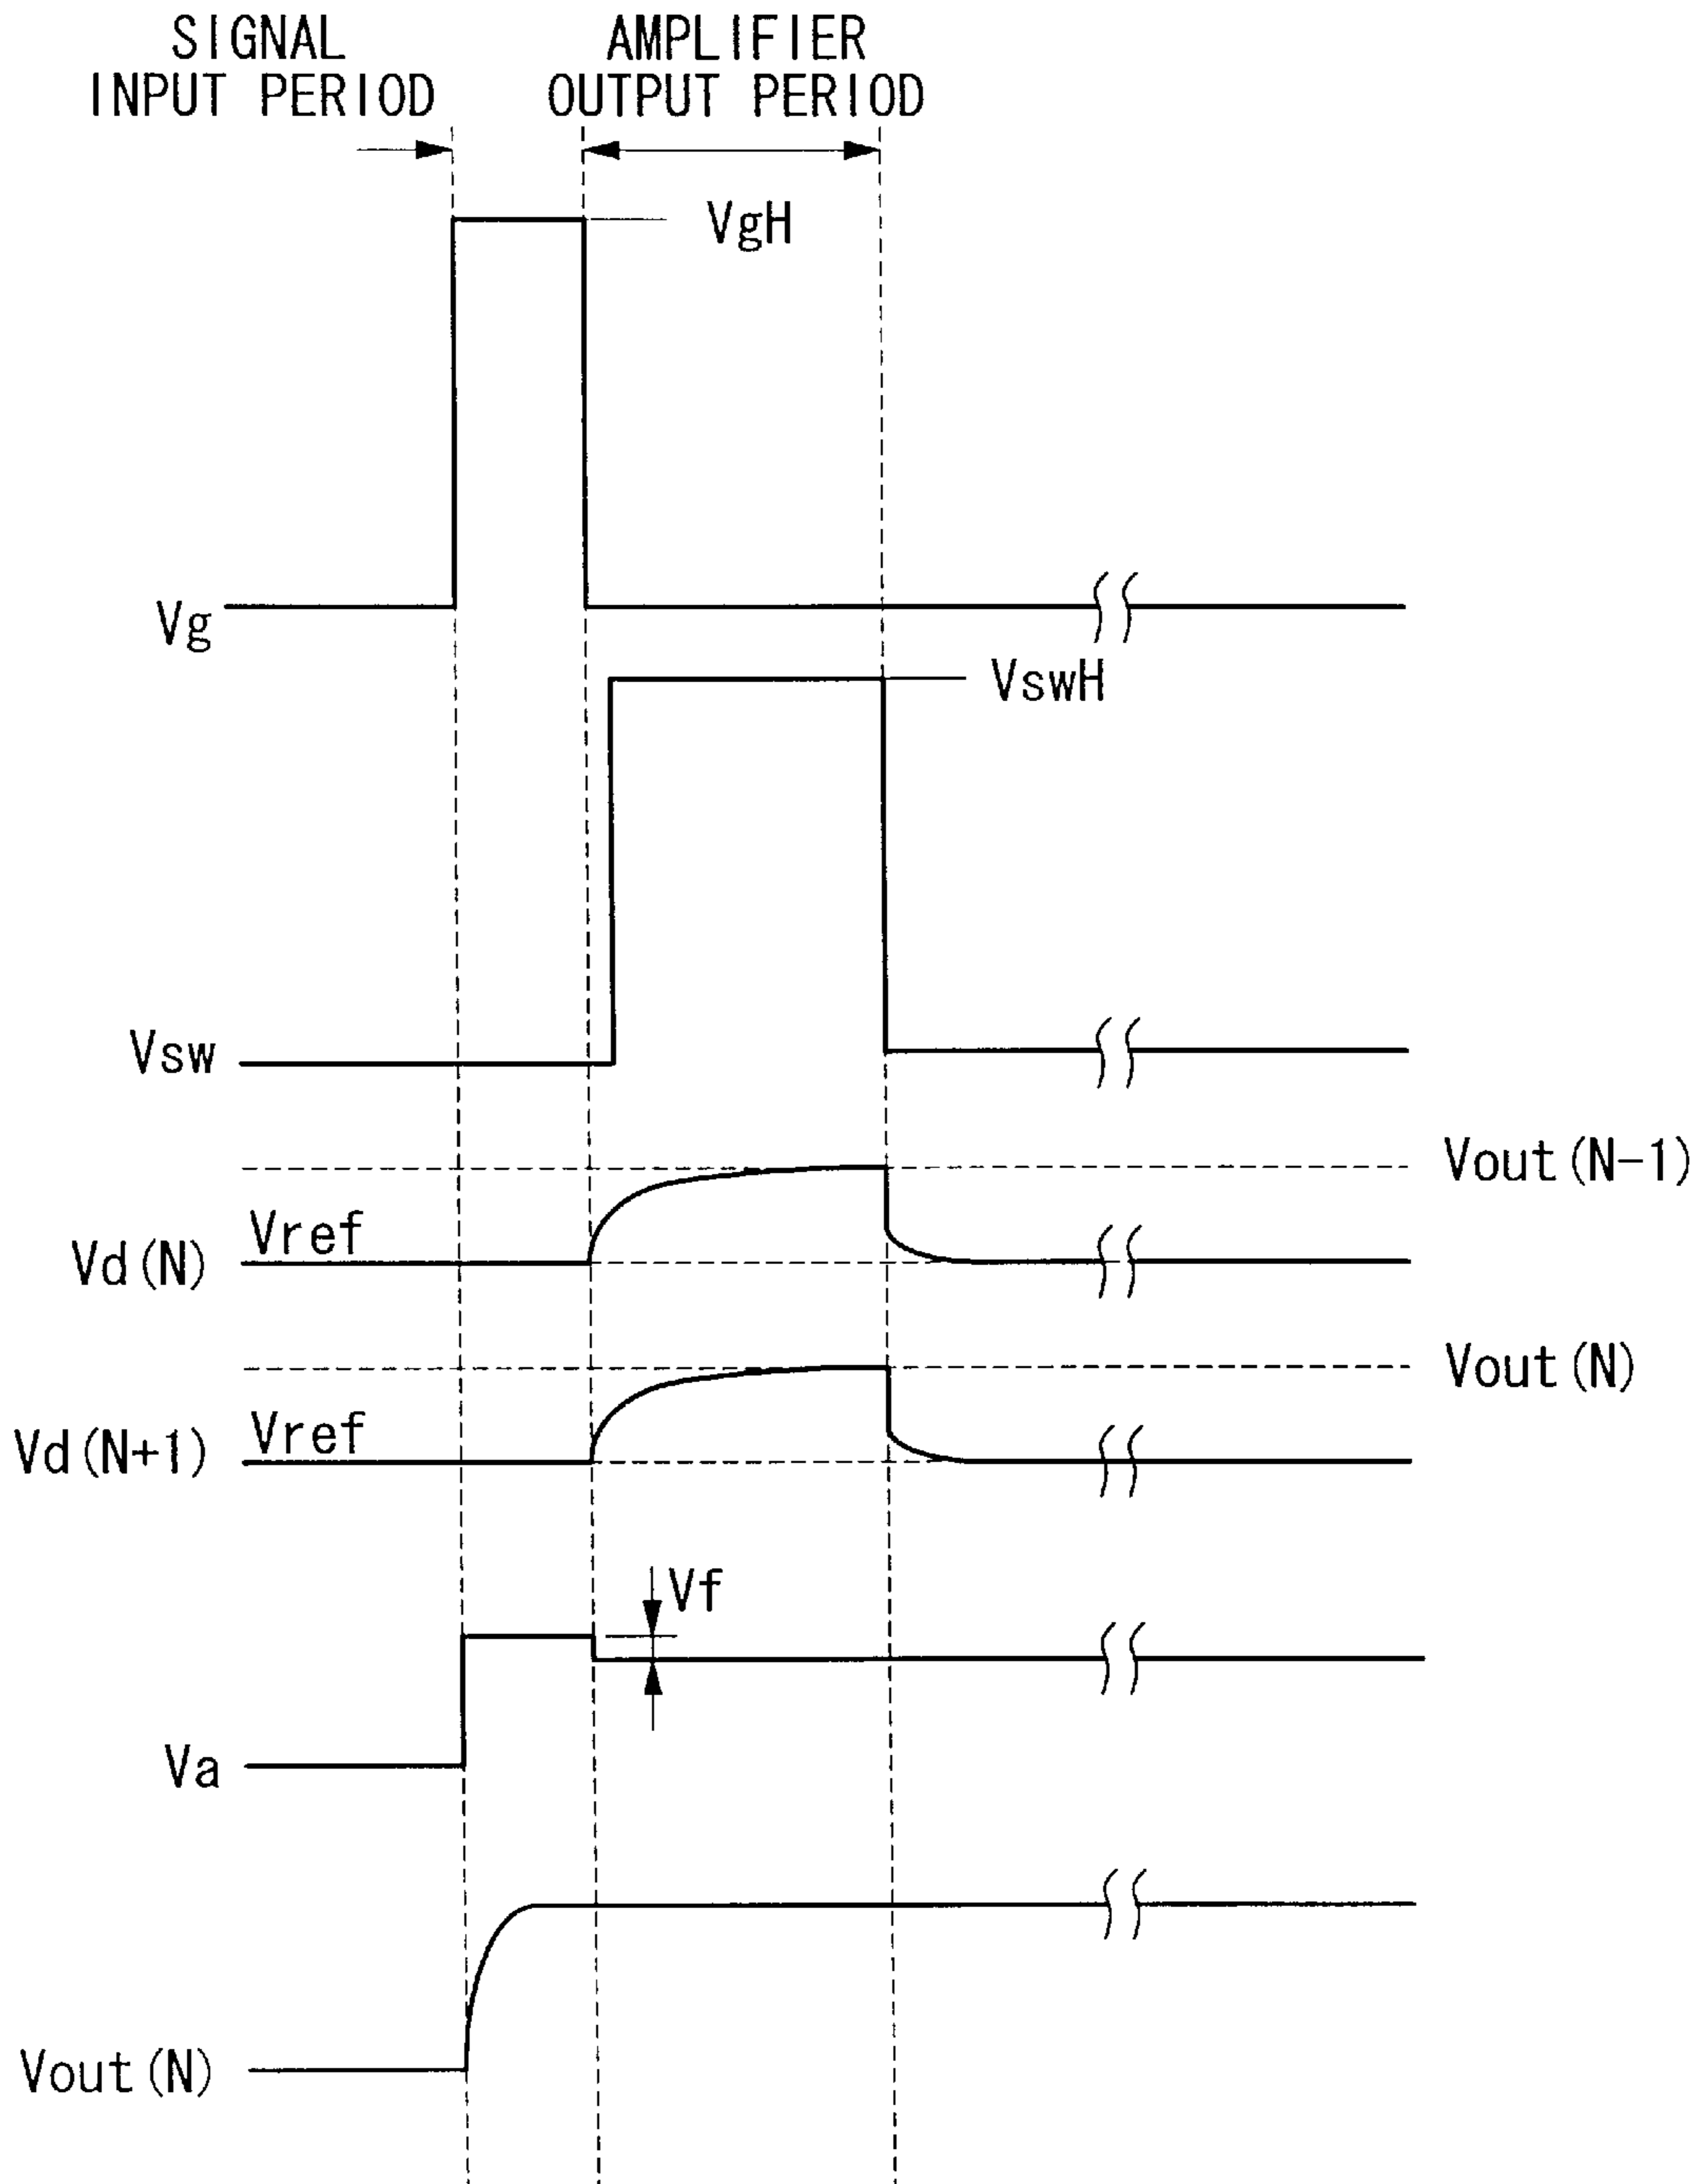 SIGNAL
INPUT PERIOD
AMPLIFIER
OUTPUT PERIOD
VgH
Vg
VswH
Vsw
Vout(N-1)
Vref
Vd(N)
Vout(N)
Vref
Vd(N+1)
Vf
Va
Vout(N)